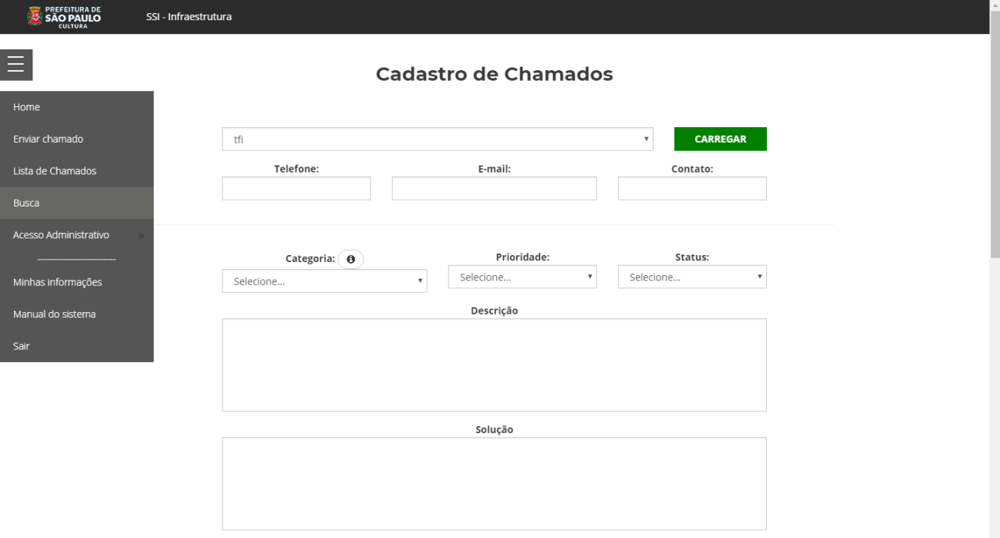 PREFEITURA DE
SÃO PAULO
CULTURA
SSI - Infraestrutura
Cadastro de Chamados
Home
Enviar chamado
Lista de Chamados
Busca
Acesso Administrativo
-------------------------
Minhas informações
Manual do sistema
Sair
tfi
CARREGAR
Telefone: E-mail: Contato:
Categoria: Prioridade: Status:
Selecione... Selecione... Selecione...
Descrição
Solução